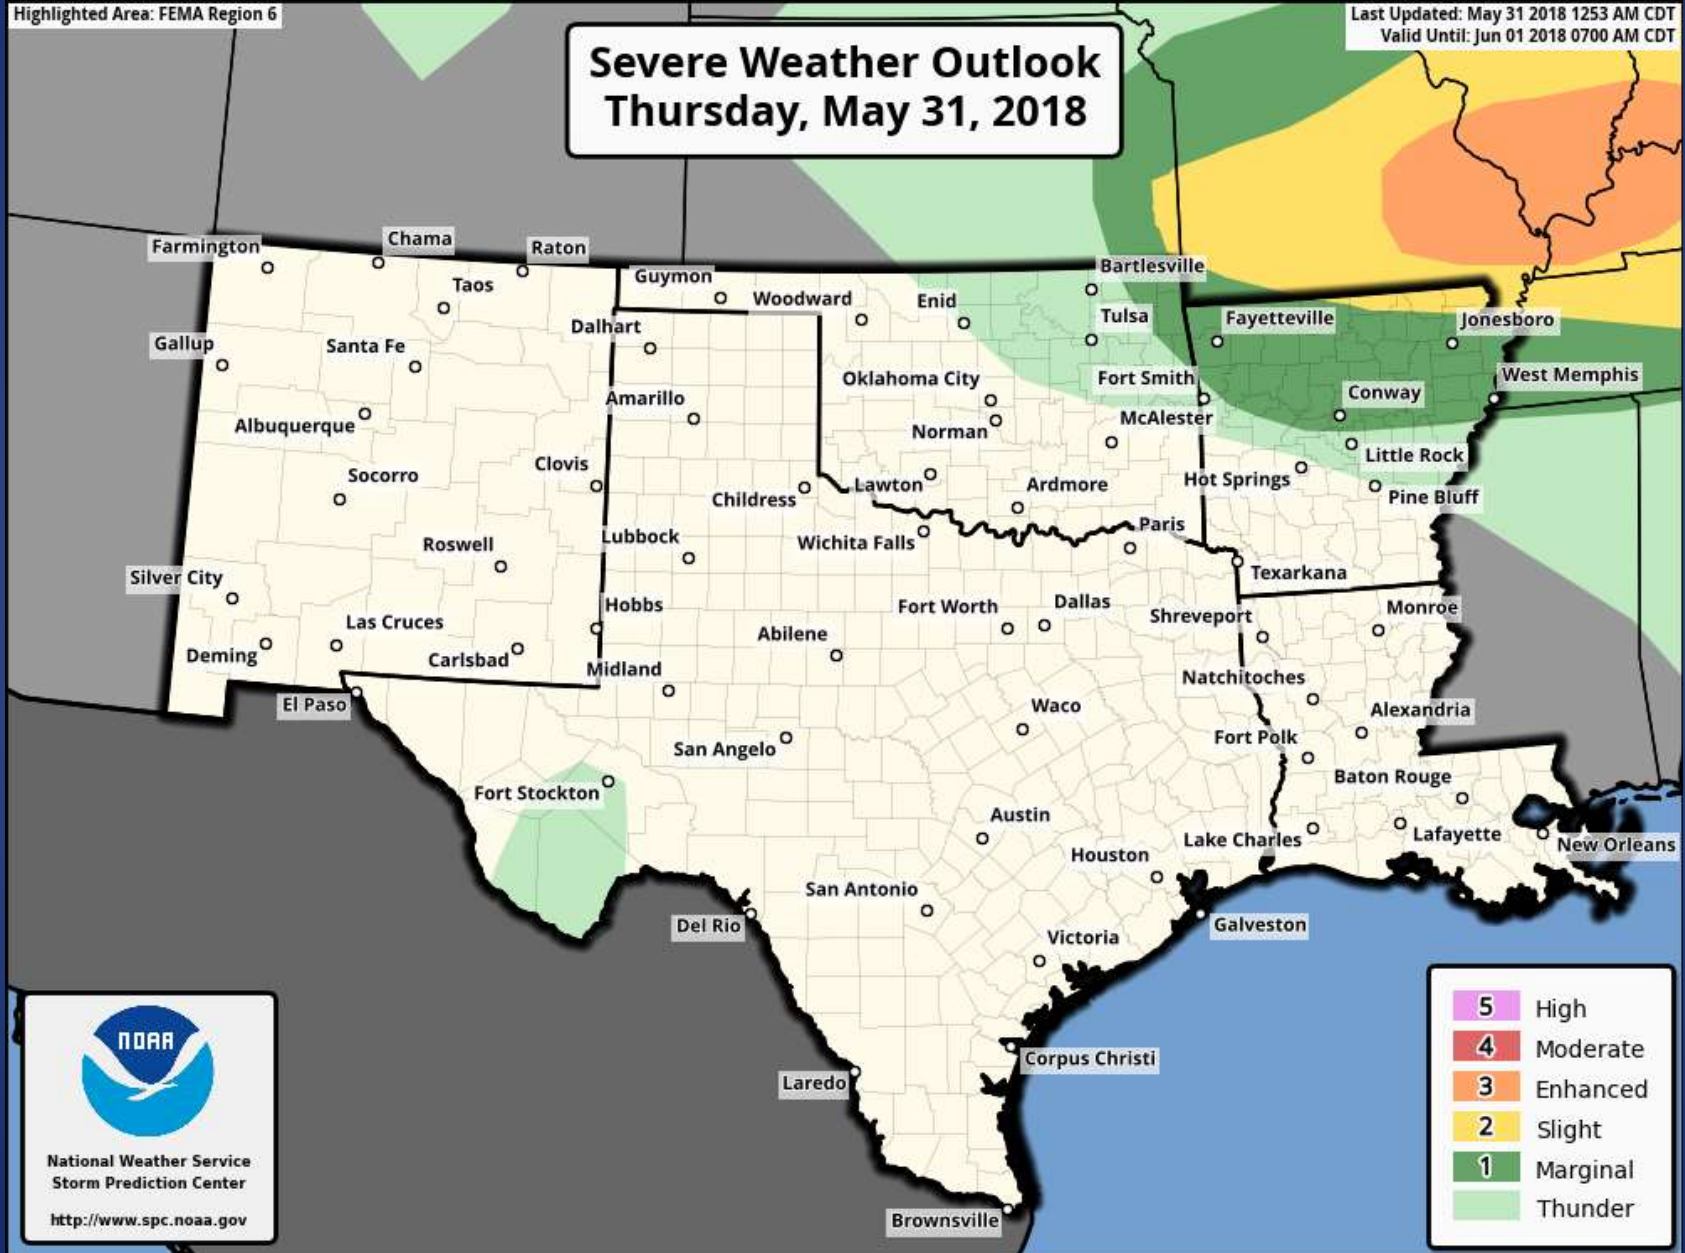 Highlighted Area: FEMA Region 6
Last Updated: May 31 2018 1253 AM CDT
Valid Until: Jun 01 2018 0700 AM CDT
Severe Weather Outlook
Thursday, May 31, 2018
Farmington
Chama
Raton
Taos
Guymon
Woodward
Enid
Bartlesville
Tulsa
Fayetteville
Jonesboro
Gallup
Santa Fe
Dalhart
Oklahoma City
Fort Smith
West Memphis
Albuquerque
Amarillo
Norman
McAlester
Conway
Little Rock
Socorro
Clovis
Childress
Lawton
Ardmore
Hot Springs
Pine Bluff
Roswell
Lubbock
Wichita Falls
Paris
Texarkana
Silver City
Las Cruces
Hobbs
Abilene
Fort Worth
Dallas
Shreveport
Monroe
Deming
Carlsbad
Midland
Natchitoches
El Paso
San Angelo
Waco
Fort Polk
Alexandria
Fort Stockton
Baton Rouge
Austin
Lake Charles
Lafayette
New Orleans
Houston
San Antonio
Del Rio
Victoria
Galveston
Corpus Christi
Laredo
Brownsville
NOAA
National Weather Service
Storm Prediction Center
http://www.spc.noaa.gov
5 High
4 Moderate
3 Enhanced
2 Slight
1 Marginal
Thunder